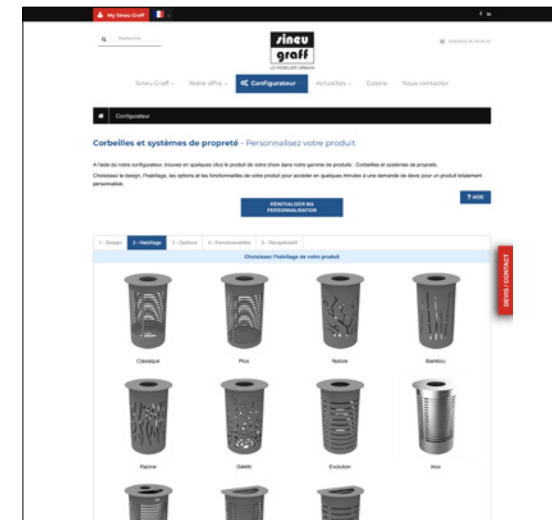 My Sineu Graff
Rechercher
sineu
graff
LE MOBILIER URBAIN
DEMANDE DE DEVIS (0)
Sineu Graff
Notre offre
Configurateur
Actualités
Galerie
Nous contacter
Configurateur
Corbeilles et systèmes de propreté - Personnalisez votre produit
A l'aide du notre configurateur, trouvez en quelques clics le produit de votre choix dans notre gamme de produits : Corbeilles et systèmes de propreté.
Choisissez le design, l'habillage, les options et les fonctionnalités de votre produit pour accéder en quelques minutes à une demande de devis pour un produit totalement
personnalisé.
? AIDE
RÉINITIALISER MA
PERSONNALISATION
1 - Design
2 - Habillage
3 - Options
4 - Fonctionnalités
5 - Récapitulatif
Choisissez l'habillage de votre produit
DEVIS / CONTACT
Classique
Plus
Nature
Bambou
Racine
Galets
Evolution
Inox